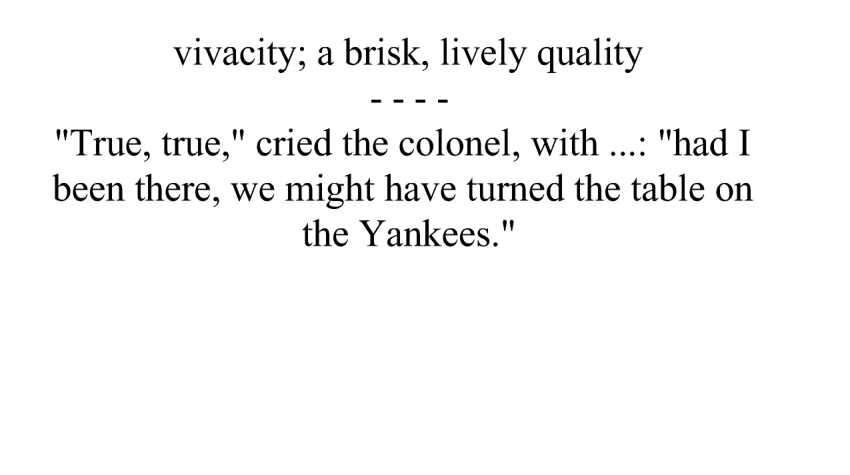 vivacity; a brisk, lively quality
- - - -
"True, true," cried the colonel, with ...: "had I
been there, we might have turned the table on
the Yankees."